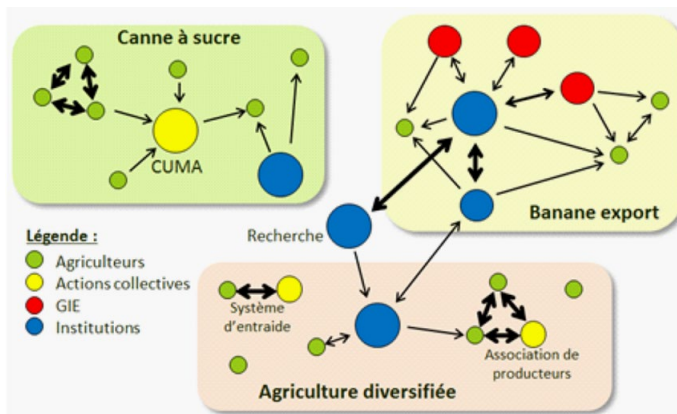 Canne à sucre
CUMA
Banane export
Recherche
Légende :
Agriculteurs
Actions collectives
GIE
Institutions
Système
d'entraide
Association de
producteurs
Agriculture diversifiée